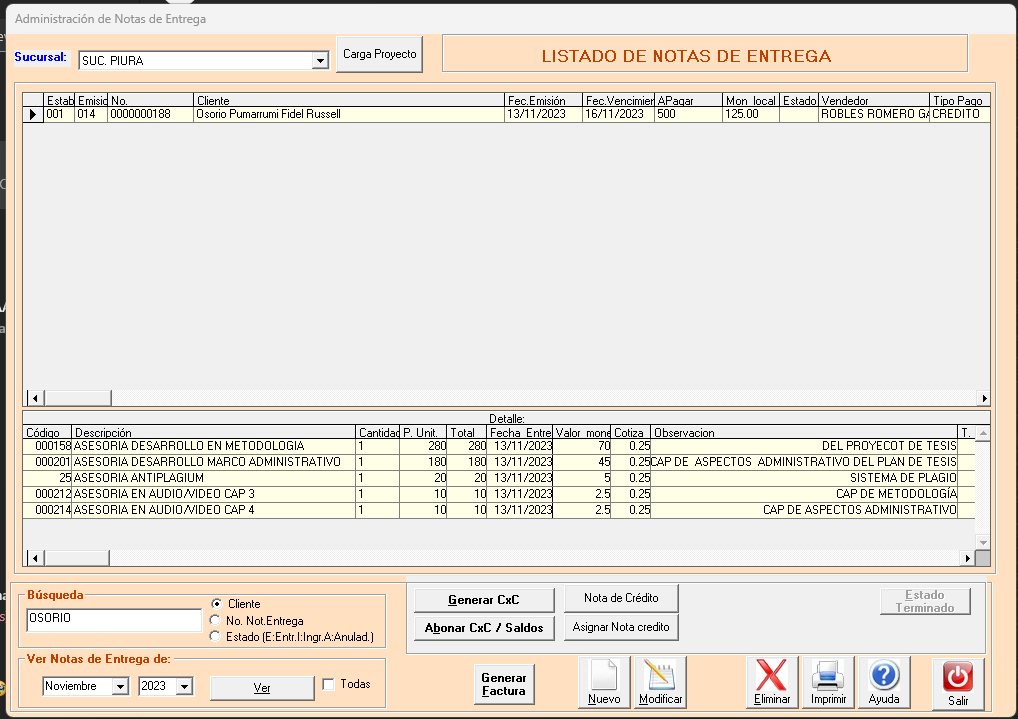 Administración de Notas de Entrega
Sucursal: SUC. PIURA Carga Proyecto LISTADO DE NOTAS DE ENTREGA
Estab Emisic No. Cliente Fec.Emisión Fec.Vencimier APagar Mon_local Estado Vendedor Tipo Pago
001 014 0000000188 Osorio Pumarrumi Fidel Russell 13/11/2023 16/11/2023 500 125.00 ROBLES ROMERO GA CREDITO
Detalle:
Código Descripción Cantidad P. Unit. Total Fecha_Entre Valor_mone Cotiza Observacion T.
000158 ASESORIA DESARROLLO EN METODOLOGIA 1 280 280 13/11/2023 70 0.25 DEL PROYECOT DE TESIS
000201 ASESORIA DESARROLLO MARCO ADMINISTRATIVO 1 180 180 13/11/2023 45 0.25 CAP DE ASPECTOS ADMINISTRATIVO DEL PLAN DE TESIS
25 ASESORIA ANTIPLAGIUM 1 20 20 13/11/2023 5 0.25 SISTEMA DE PLAGIO
000212 ASESORIA EN AUDIO/VIDEO CAP 3 1 10 10 13/11/2023 2.5 0.25 CAP DE METODOLOGÍA
000214 ASESORIA EN AUDIO/VIDEO CAP 4 1 10 10 13/11/2023 2.5 0.25 CAP DE ASPECTOS ADMINISTRATIVO
Búsqueda
OSORIO
Cliente
No. Not.Entrega
Estado (E:Entr.I:Ingr.A:Anulad.)
Generar CxC Nota de Crédito
Abonar CxC / Saldos Asignar Nota credito
Estado
Terminado
Ver Notas de Entrega de:
Noviembre 2023 Ver Todas
Generar
Factura
Nuevo Modificar Eliminar Imprimir Ayuda Salir